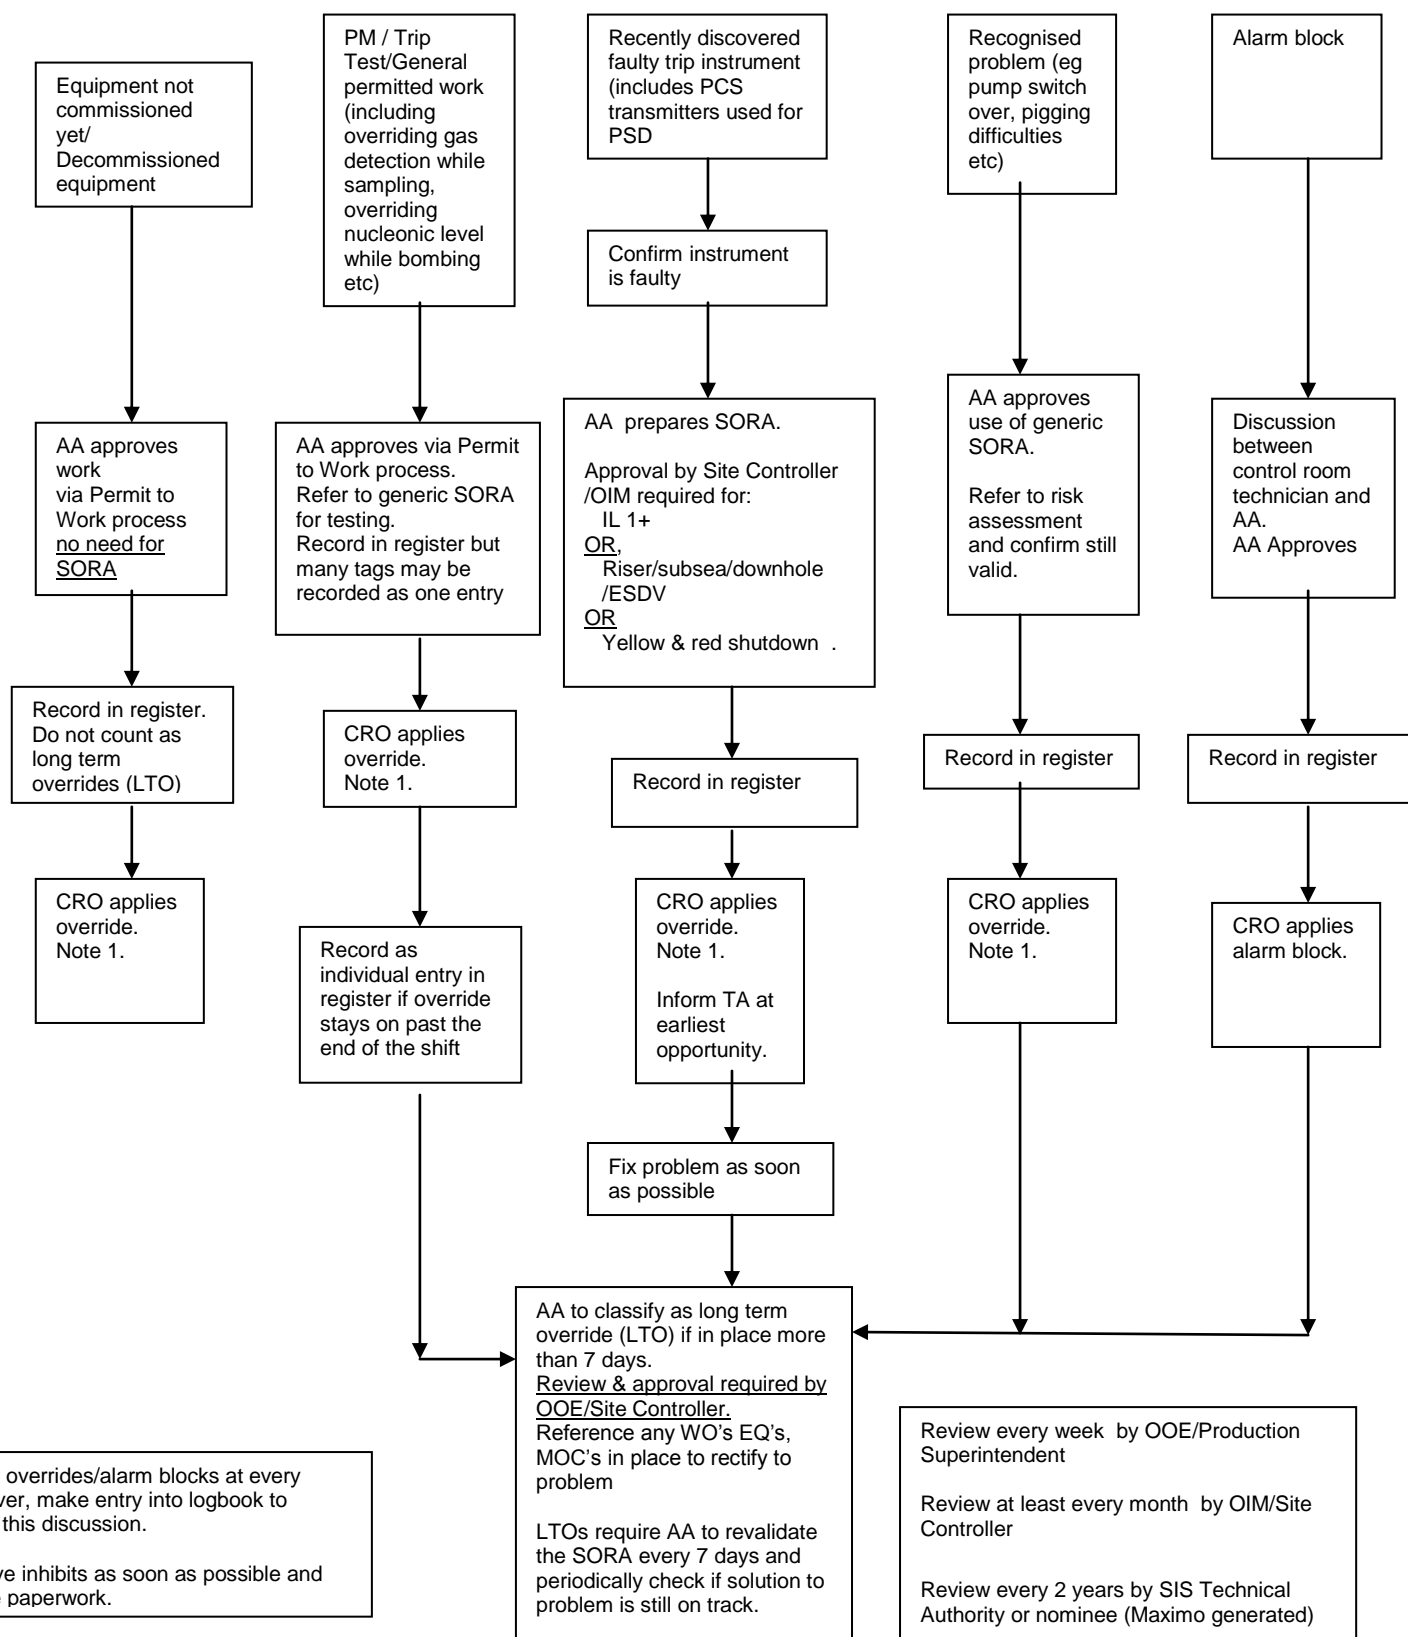 Equipment not
commissioned
yet/
Decommissioned
equipment
PM / Trip
Test/General
permitted work
(including
overriding gas
detection while
sampling,
overriding
nucleonic level
while bombing
etc)
Recently discovered
faulty trip instrument
(includes PCS
transmitters used for
PSD
Recognised
problem (eg
pump switch
over, pigging
difficulties
etc)
Alarm block
Confirm instrument
is faulty
AA approves
work
via Permit to
Work process
no need for
SORA
AA approves via Permit
to Work process.
Refer to generic SORA
for testing.
Record in register but
many tags may be
recorded as one entry
AA prepares SORA.
Approval by Site Controller
/OIM required for:
IL 1+
OR,
Riser/subsea/downhole
/ESDV
OR
Yellow & red shutdown .
AA approves
use of generic
SORA.
Refer to risk
assessment
and confirm still
valid.
Discussion
between
control room
technician and
AA.
AA Approves
Record in register.
Do not count as
long term
overrides (LTO)
CRO applies
override.
Note 1.
Record in register
Record in register
Record in register
CRO applies
override.
Note 1.
Record as
individual entry in
register if override
stays on past the
end of the shift
CRO applies
override.
Note 1.
Inform TA at
earliest
opportunity.
CRO applies
override.
Note 1.
CRO applies
alarm block.
Fix problem as soon
as possible
AA to classify as long term
override (LTO) if in place more
than 7 days.
Review & approval required by
OOE/Site Controller.
Reference any WO's EQ's,
MOC's in place to rectify to
problem
LTOs require AA to revalidate
the SORA every 7 days and
periodically check if solution to
problem is still on track.
overrides/alarm blocks at every
ver, make entry into logbook to
this discussion.
ve inhibits as soon as possible and
paperwork.
Review every week by OOE/Production
Superintendent
Review at least every month by OIM/Site
Controller
Review every 2 years by SIS Technical
Authority or nominee (Maximo generated)